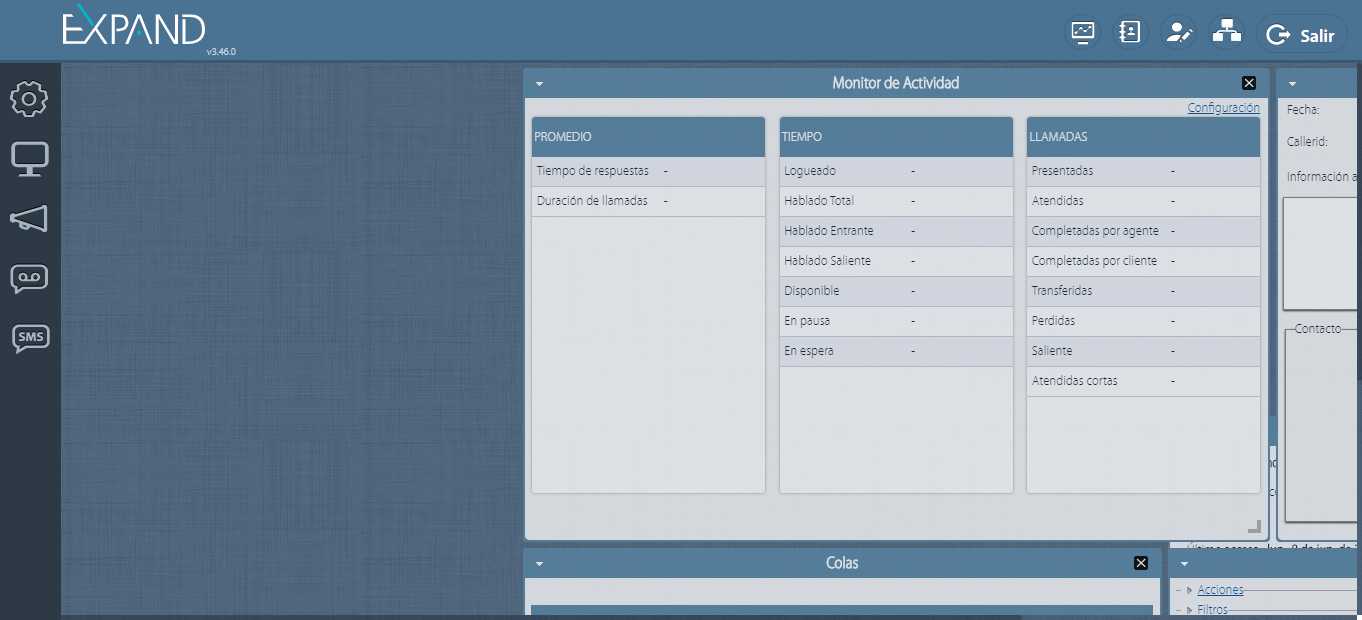 EXPAND
v3.46.0
Salir
SMS
Monitor de Actividad
Configuración
PROMEDIO
Tiempo de respuestas -
Duración de llamadas -
TIEMPO
Logueado -
Hablado Total -
Hablado Entrante -
Hablado Saliente -
Disponible -
En pausa -
En espera -
LLAMADAS
Presentadas -
Atendidas -
Completadas por agente -
Completadas por cliente -
Transferidas -
Perdidas -
Saliente -
Atendidas cortas -
Fecha:
Callerid:
Información a
Contacto
Colas
Acciones
Filtros